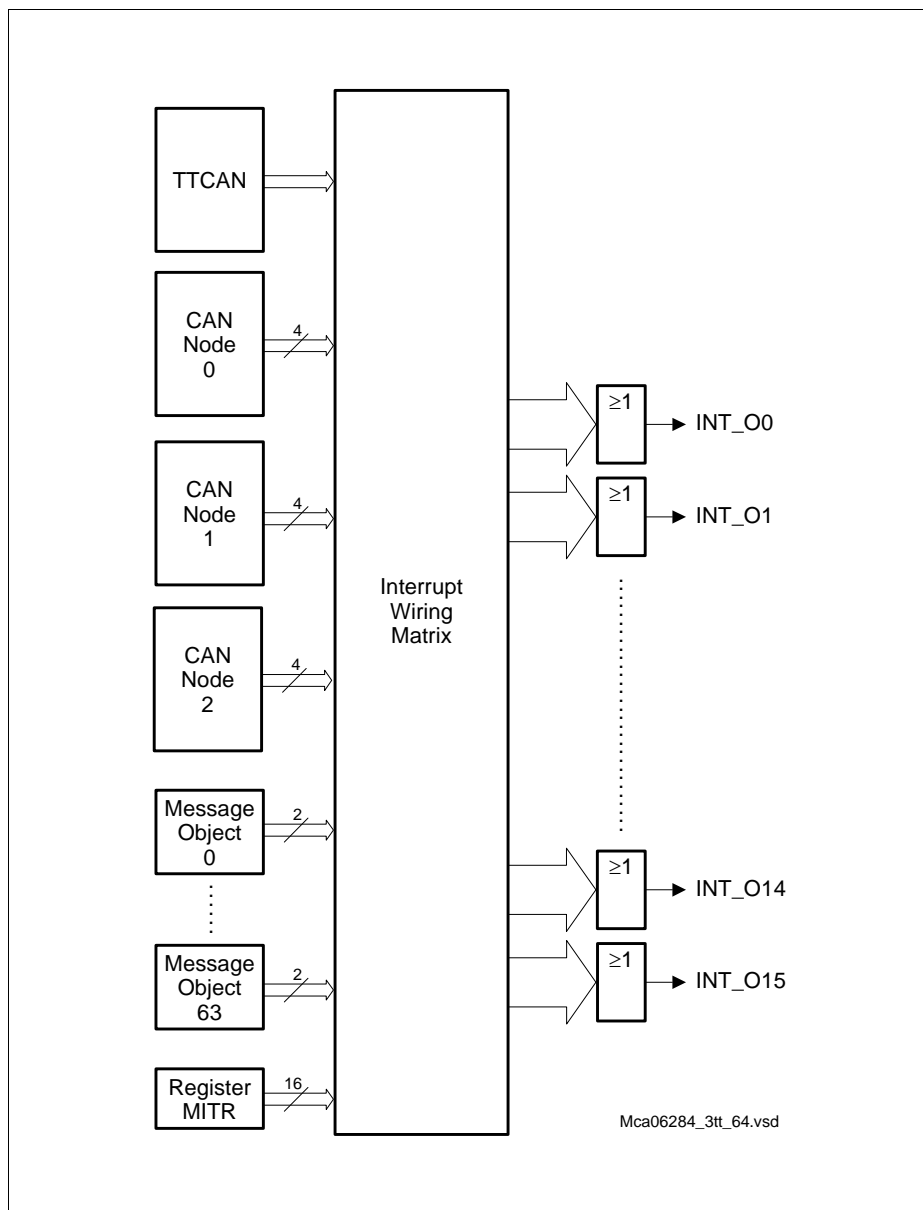 TTCAN
CAN
Node
0
4
CAN
Node
1
4
CAN
Node
2
4
Message
Object
0
2
Message
Object
63
2
Register
MITR
16
Interrupt
Wiring
Matrix
≥1
INT_O0
≥1
INT_O1
≥1
INT_O14
≥1
INT_O15
Mca06284_3tt_64.vsd